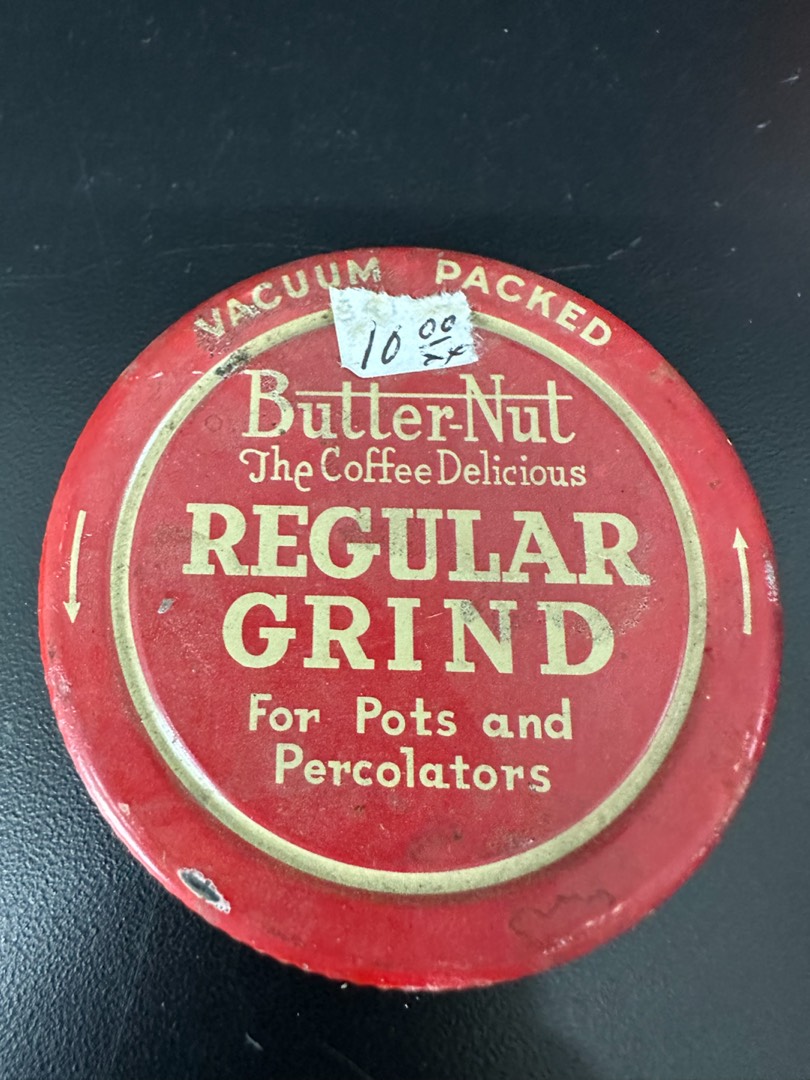 VACUUM PACKED
10 00
Butter-Nut
The Coffee Delicious
REGULAR
GRIND
For Pots and
Percolators